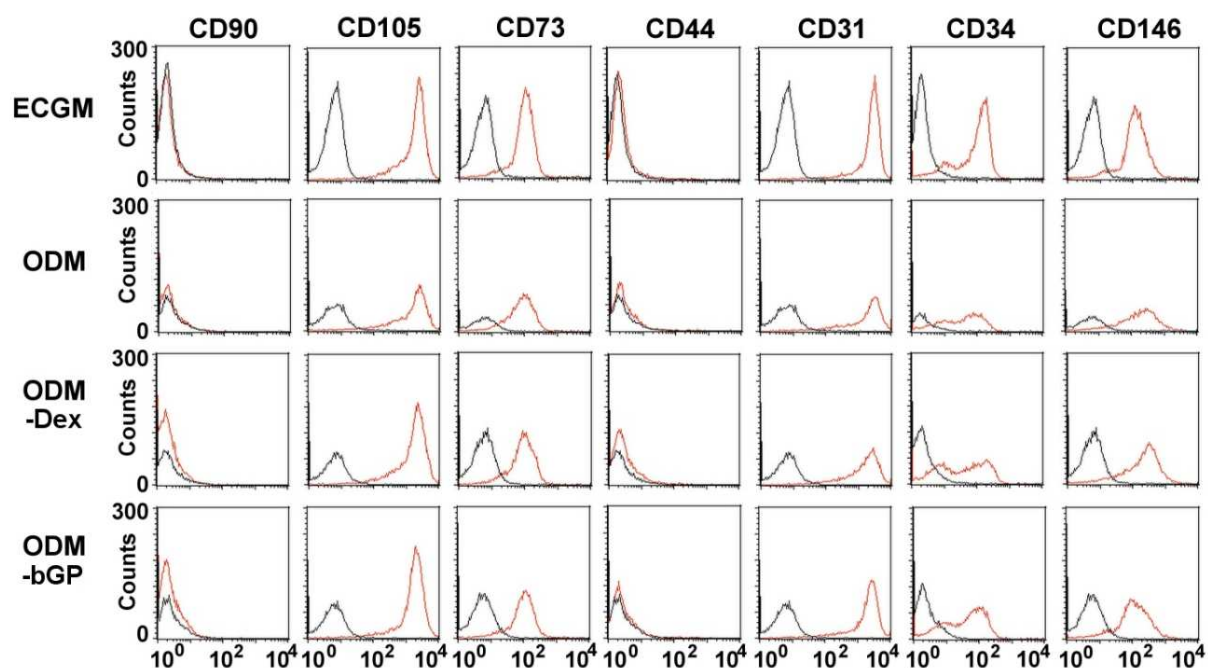 CD90 CD105 CD73 CD44 CD31 CD34 CD146
300
ECGM
Counts
0
300
ODM
Counts
0
300
ODM
-Dex
Counts
0
300
ODM
-bGP
Counts
0
10⁰ 10² 10⁴ 10⁰ 10² 10⁴ 10⁰ 10² 10⁴ 10⁰ 10² 10⁴ 10⁰ 10² 10⁴ 10⁰ 10² 10⁴ 10⁰ 10² 10⁴